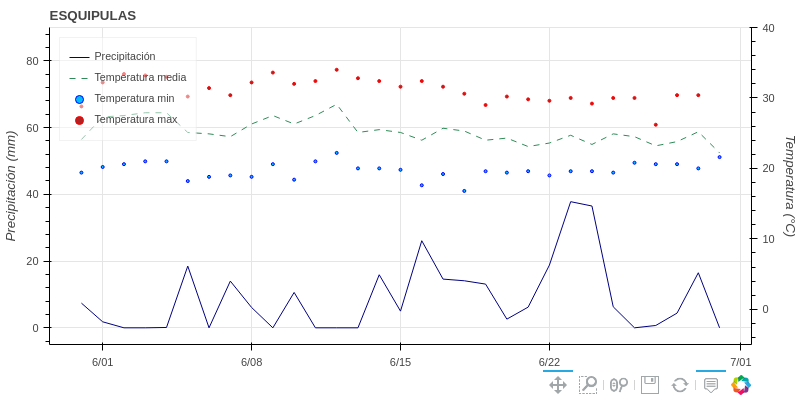 ESQUIPULAS
Precipitación
Temperatura media
Temperatura min
Temperatura max
Precipitación (mm)
80
60
40
20
0
Temperatura (°C)
40
30
20
10
0
6/01
6/08
6/15
6/22
7/01